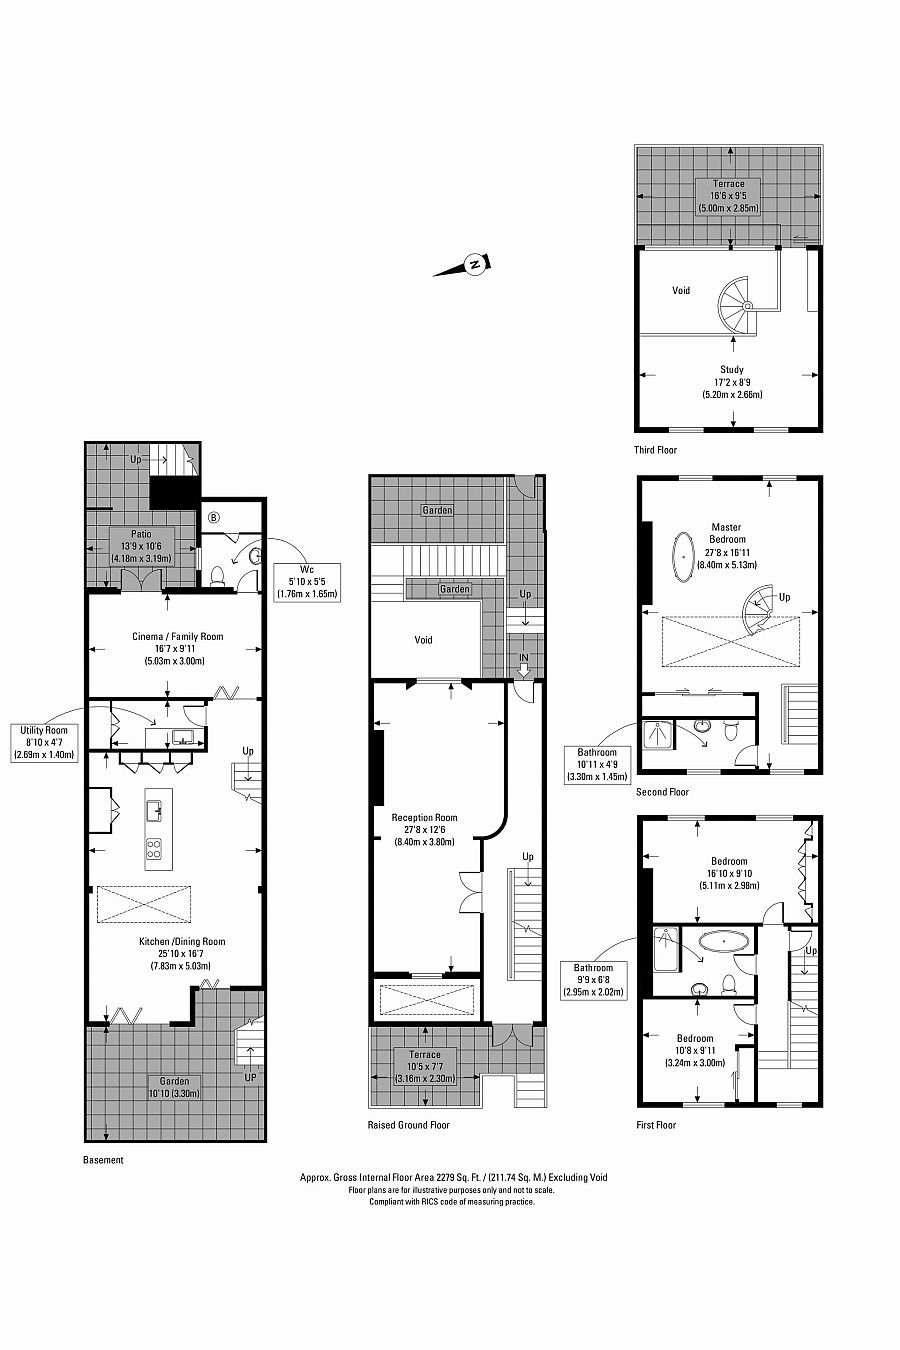 Terrace
16'6 x 9'5
(5.00m x 2.85m)
Void
Study
17'2 x 8'9
(5.20m x 2.66m)
Third Floor
N
Up
Patio
13'9 x 10'6
(4.18m x 3.19m)
B
Wc
5'10 x 5'5
(1.76m x 1.65m)
Cinema / Family Room
16'7 x 9'11
(5.03m x 3.00m)
Utility Room
8'10 x 4'7
(2.69m x 1.40m)
Up
Kitchen /Dining Room
25'10 x 16'7
(7.83m x 5.03m)
UP
Garden
10'10 (3.30m)
Basement
Garden
Garden
Up
Void
IN
Reception Room
27'8 x 12'6
(8.40m x 3.80m)
Up
Terrace
10'5 x 7'7
(3.16m x 2.30m)
Raised Ground Floor
Master
Bedroom
27'8 x 16'11
(8.40m x 5.13m)
Up
Bathroom
10'11 x 4'9
(3.30m x 1.45m)
Second Floor
Bedroom
16'10 x 9'10
(5.11m x 2.98m)
Up
Bathroom
9'9 x 6'8
(2.95m x 2.02m)
Bedroom
10'8 x 9'11
(3.24m x 3.00m)
First Floor
Approx. Gross Internal Floor Area 2279 Sq. Ft. / (211.74 Sq. M.) Excluding Void
Floor plans are for illustrative purposes only and not to scale.
Compliant with RICS code of measuring practice.